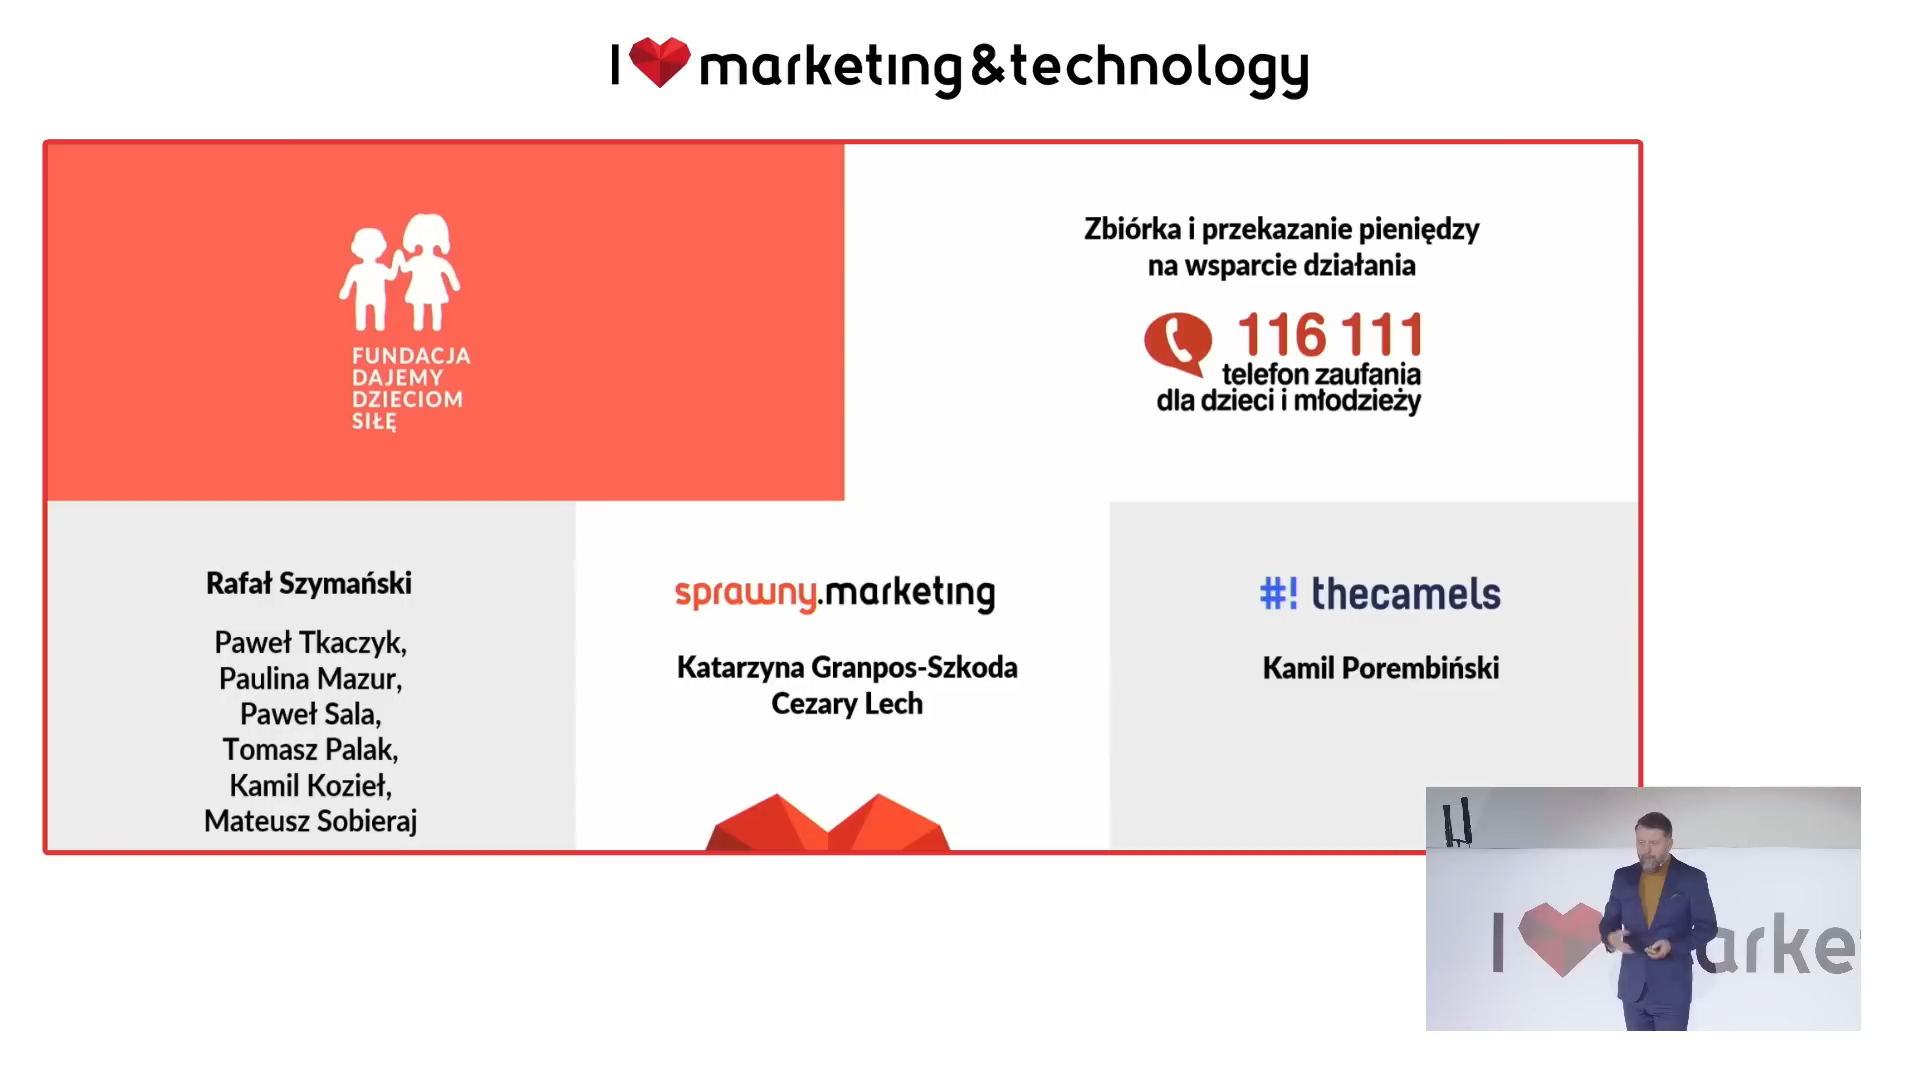 I marketing&technology
FUNDACJA
DAJEMY
DZIECIOM
SIŁĘ
Zbiórka i przekazanie pieniędzy
na wsparcie działania
116 111
telefon zaufania
dla dzieci i młodzieży
Rafał Szymański
Paweł Tkaczyk,
Paulina Mazur,
Paweł Sala,
Tomasz Palak,
Kamil Kozieł,
Mateusz Sobieraj
sprawny.marketing
Katarzyna Granpos-Szkoda
Cezary Lech
#! thecamels
Kamil Porembiński
I arke